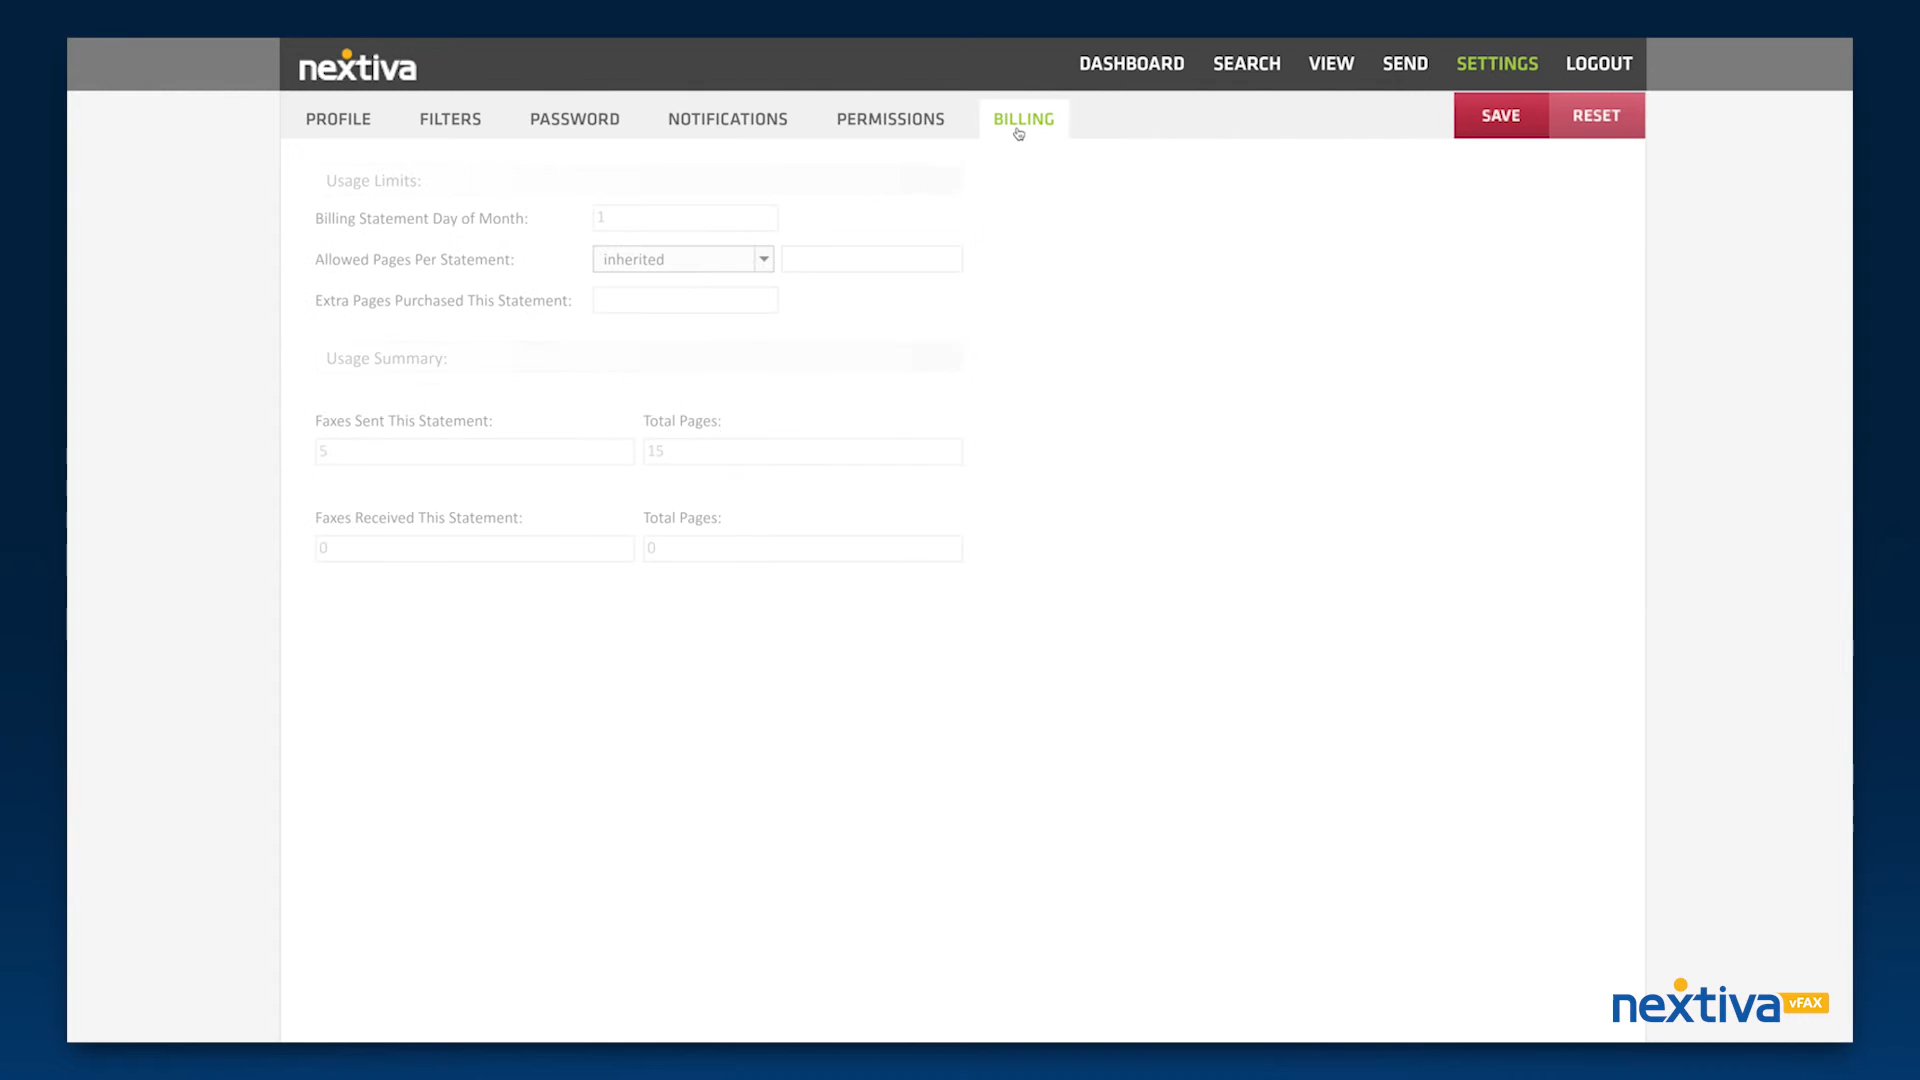 nextiva DASHBOARD SEARCH VIEW SEND SETTINGS LOGOUT
PROFILE FILTERS PASSWORD NOTIFICATIONS PERMISSIONS BILLING SAVE RESET
Usage Limits:
Billing Statement Day of Month: 1
Allowed Pages Per Statement: inherited
Extra Pages Purchased This Statement:
Usage Summary:
Faxes Sent This Statement: Total Pages:
5 15
Faxes Received This Statement: Total Pages:
0 0
nextiva vFAX